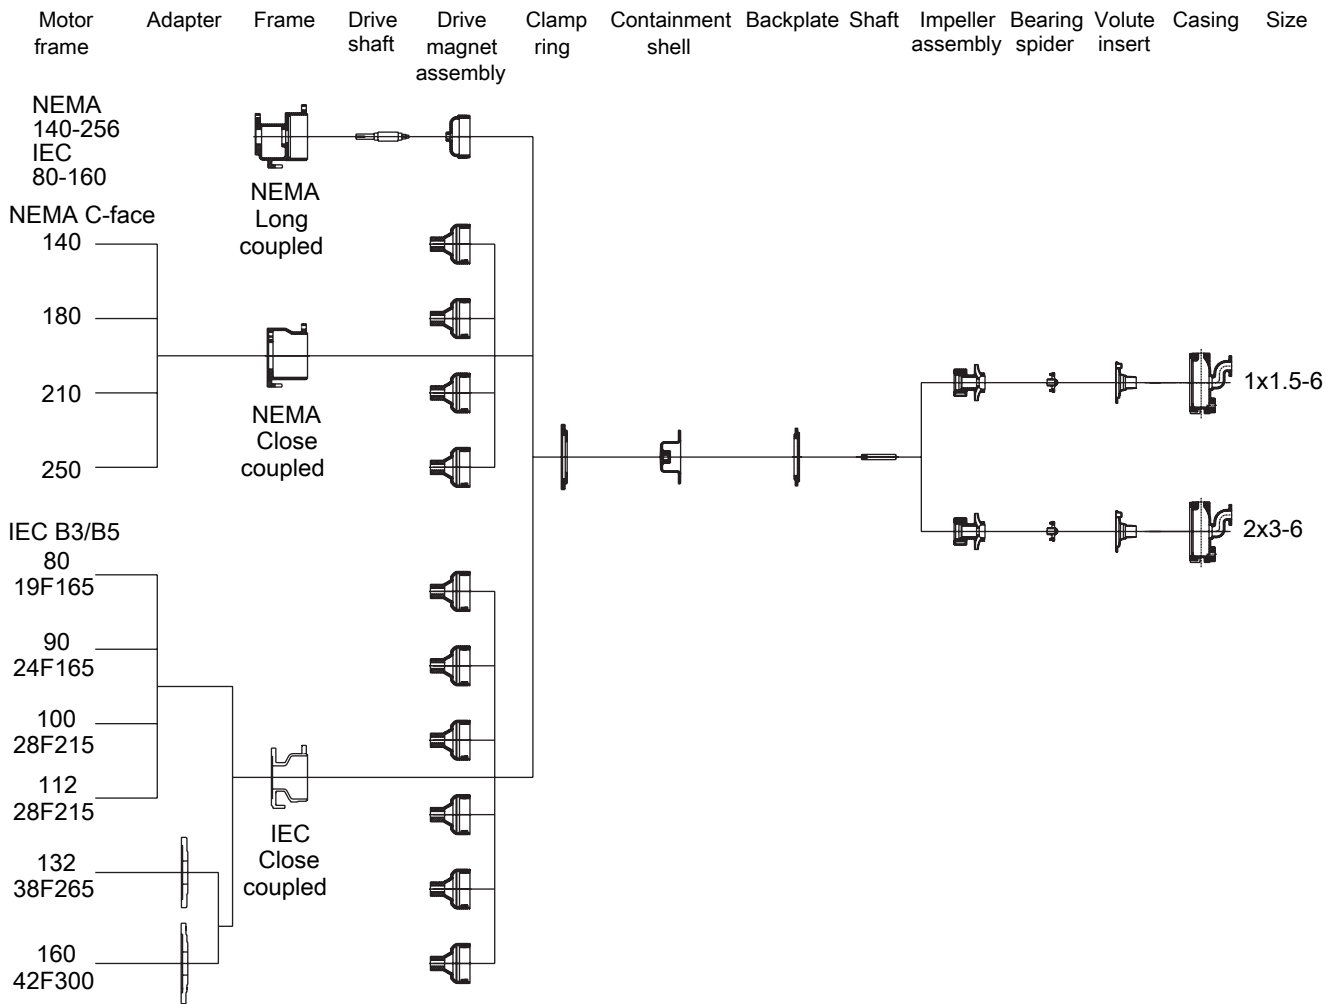 Motor frame
Adapter
Frame
Drive shaft
Drive magnet assembly
Clamp ring
Containment shell
Backplate
Shaft
Impeller assembly
Bearing spider
Volute insert
Casing
Size
NEMA
140-256
IEC
80-160
NEMA
Long
coupled
NEMA C-face
140
180
210
250
NEMA
Close
coupled
1x1.5-6
2x3-6
IEC B3/B5
80
19F165
90
24F165
100
28F215
112
28F215
132
38F265
160
42F300
IEC
Close
coupled